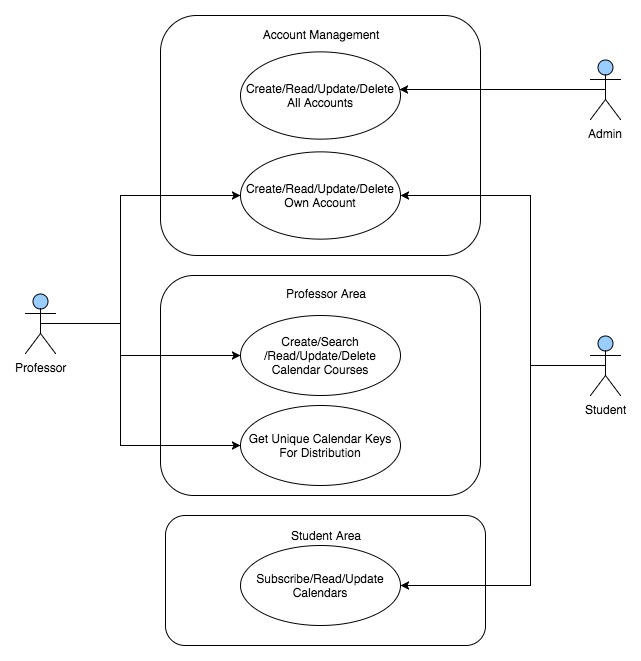 Account Management
Create/Read/Update/Delete
All Accounts
Admin
Create/Read/Update/Delete
Own Account
Professor Area
Professor
Create/Search
/Read/Update/Delete
Calendar Courses
Student
Get Unique Calendar Keys
For Distribution
Student Area
Subscribe/Read/Update
Calendars